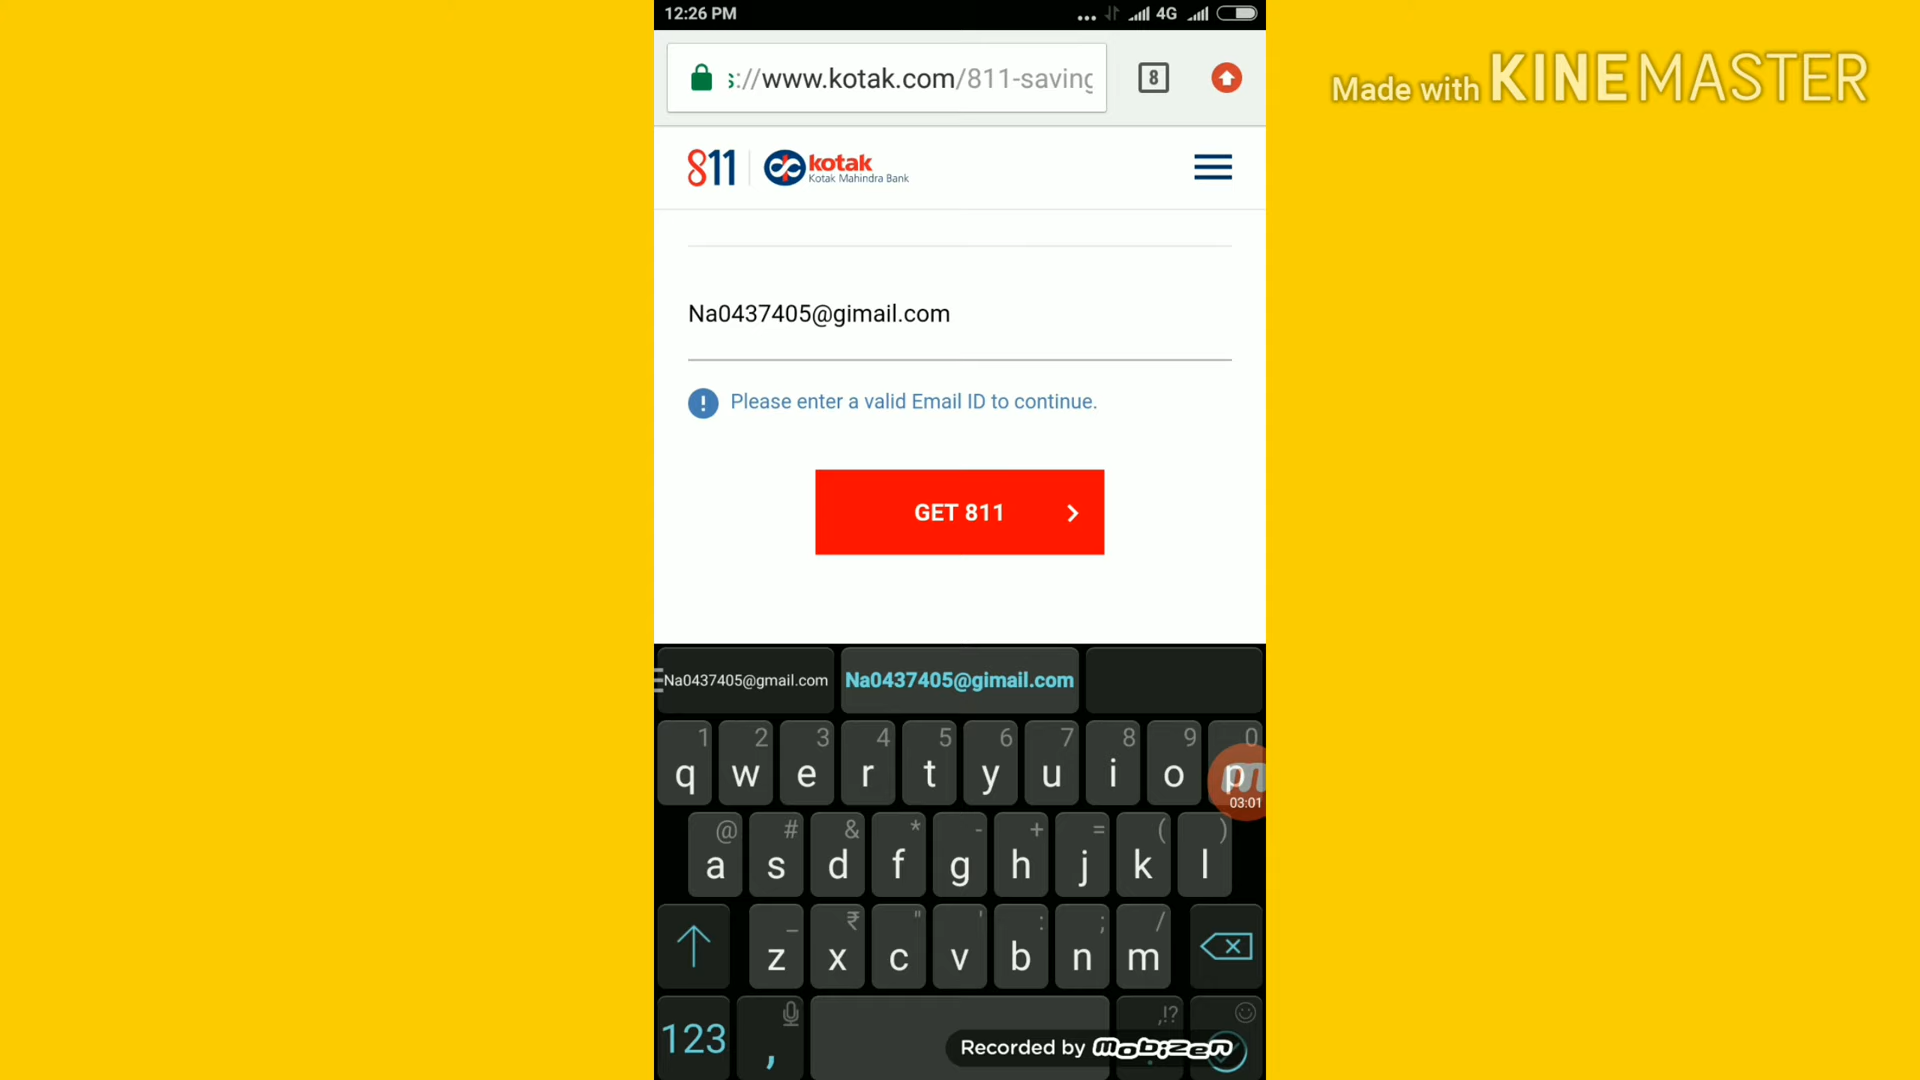 12:26 PM
4G
s://www.kotak.com/811-saving
8
Made with KINEMASTER
811
kotak
Kotak Mahindra Bank
Na0437405@gimail.com
! Please enter a valid Email ID to continue.
GET 811
Na0437405@gmail.com
Na0437405@gimail.com
1 2 3 4 5 6 7 8 9 0
q w e r t y u i o p
03:01
@ # & * - + = ( )
a s d f g h j k l
_ ₹ " ' : ; /
z x c v b n m
,!?
123 ,
Recorded by mobizen